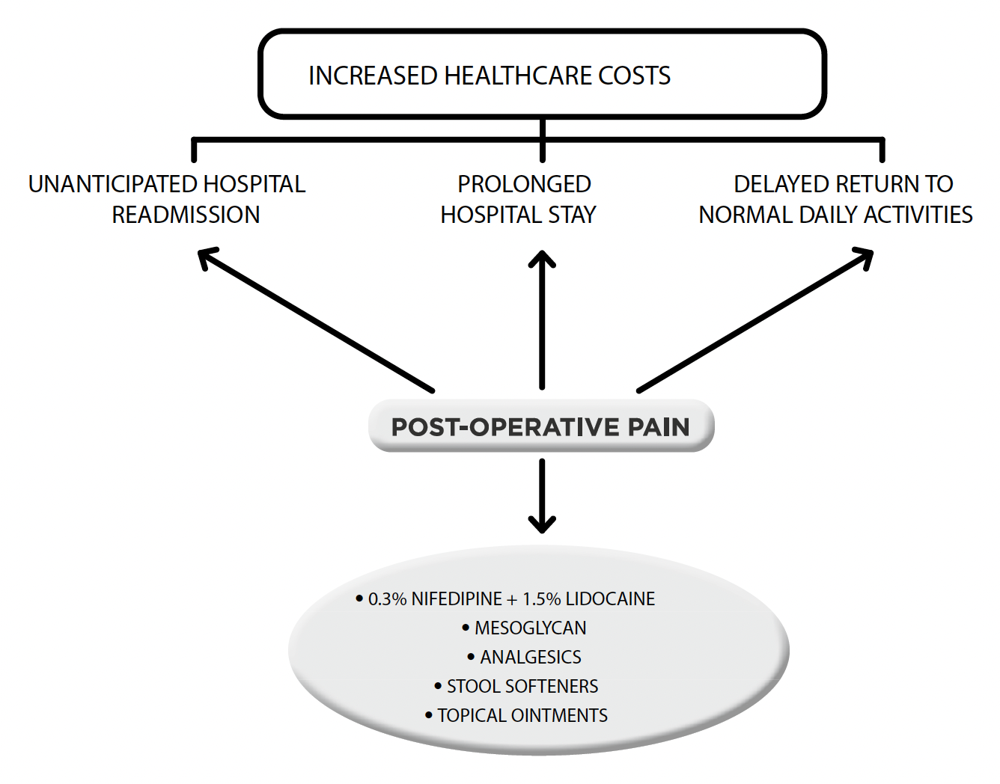 INCREASED HEALTHCARE COSTS
UNANTICIPATED HOSPITAL
READMISSION
PROLONGED
HOSPITAL STAY
DELAYED RETURN TO
NORMAL DAILY ACTIVITIES
POST-OPERATIVE PAIN
• 0.3% NIFEDIPINE + 1.5% LIDOCAINE
• MESOGLYCAN
• ANALGESICS
• STOOL SOFTENERS
• TOPICAL OINTMENTS